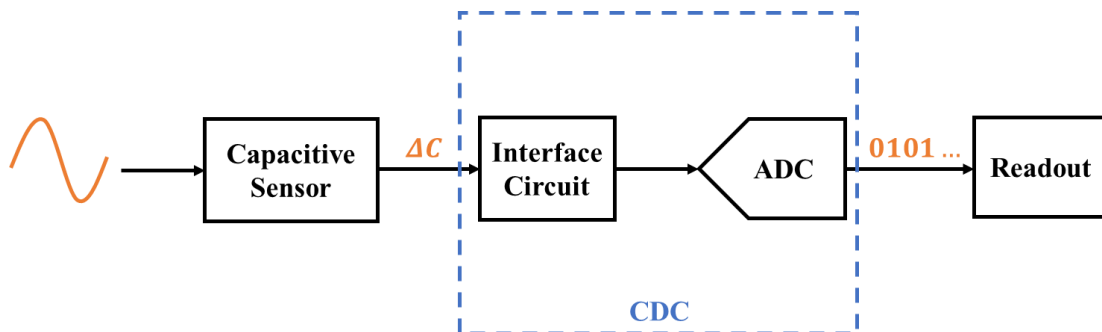 Capacitive
Sensor
ΔC
Interface
Circuit
ADC
0101 ...
Readout
CDC